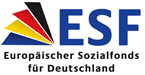 ESF
Europäischer Sozialfonds
für Deutschland